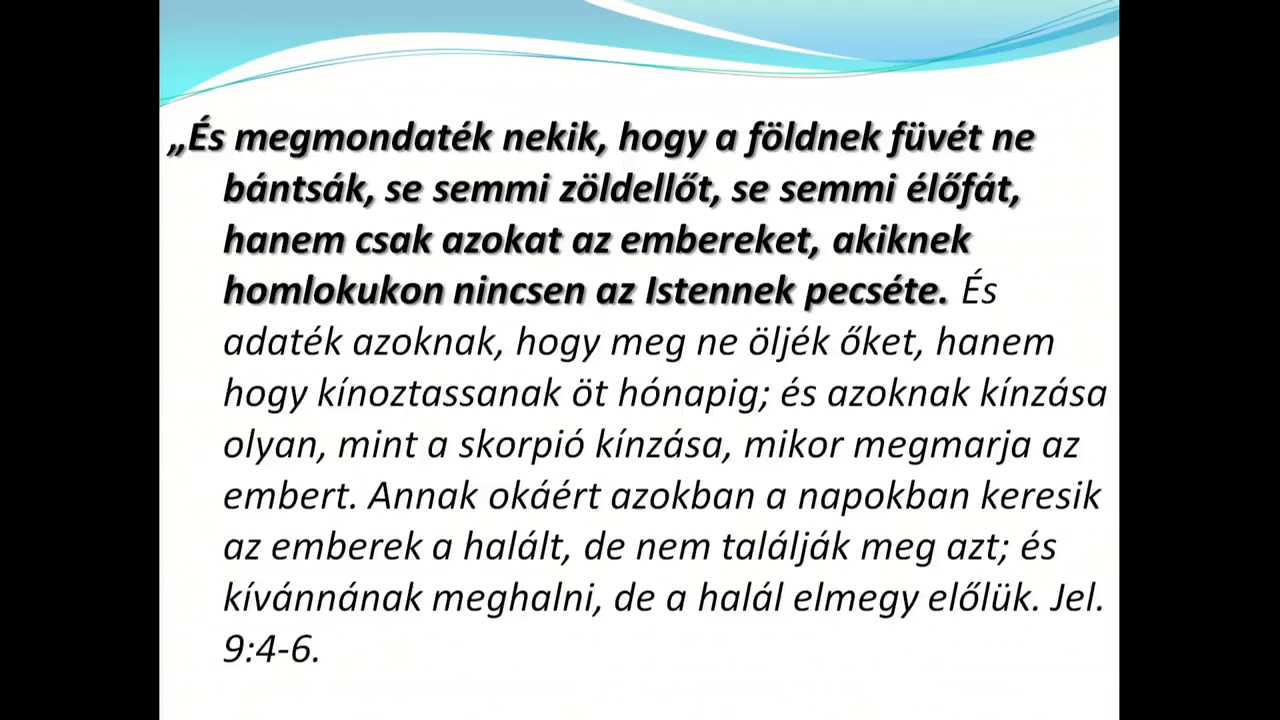 „És megmondaték nekik, hogy a földnek füvét ne
bántsák, se semmi zöldellőt, se semmi élőfát,
hanem csak azokat az embereket, akiknek
homlokukon nincsen az Istennek pecséte. És
adaték azoknak, hogy meg ne öljék őket, hanem
hogy kínoztassanak öt hónapig; és azoknak kínzása
olyan, mint a skorpió kínzása, mikor megmarja az
embert. Annak okáért azokban a napokban keresik
az emberek a halált, de nem találják meg azt; és
kívánnának meghalni, de a halál elmegy előlük. Jel.
9:4-6.